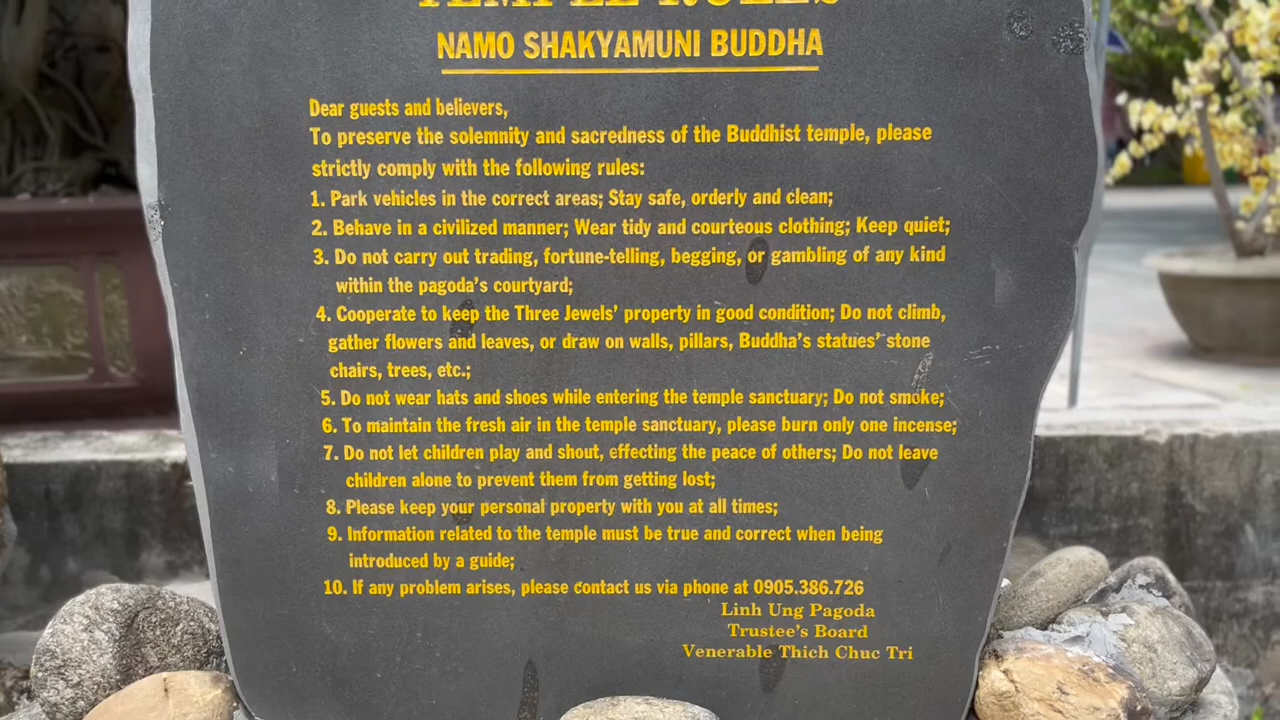 TEMPLE RULES
NAMO SHAKYAMUNI BUDDHA
Dear guests and believers,
To preserve the solemnity and sacredness of the Buddhist temple, please
strictly comply with the following rules:
1. Park vehicles in the correct areas; Stay safe, orderly and clean;
2. Behave in a civilized manner; Wear tidy and courteous clothing; Keep quiet;
3. Do not carry out trading, fortune-telling, begging, or gambling of any kind
within the pagoda's courtyard;
4. Cooperate to keep the Three Jewels' property in good condition; Do not climb,
gather flowers and leaves, or draw on walls, pillars, Buddha's statues' stone
chairs, trees, etc.;
5. Do not wear hats and shoes while entering the temple sanctuary; Do not smoke;
6. To maintain the fresh air in the temple sanctuary, please burn only one incense;
7. Do not let children play and shout, effecting the peace of others; Do not leave
children alone to prevent them from getting lost;
8. Please keep your personal property with you at all times;
9. Information related to the temple must be true and correct when being
introduced by a guide;
10. If any problem arises, please contact us via phone at 0905.386.726
Linh Ung Pagoda
Trustee's Board
Venerable Thich Chuc Tri